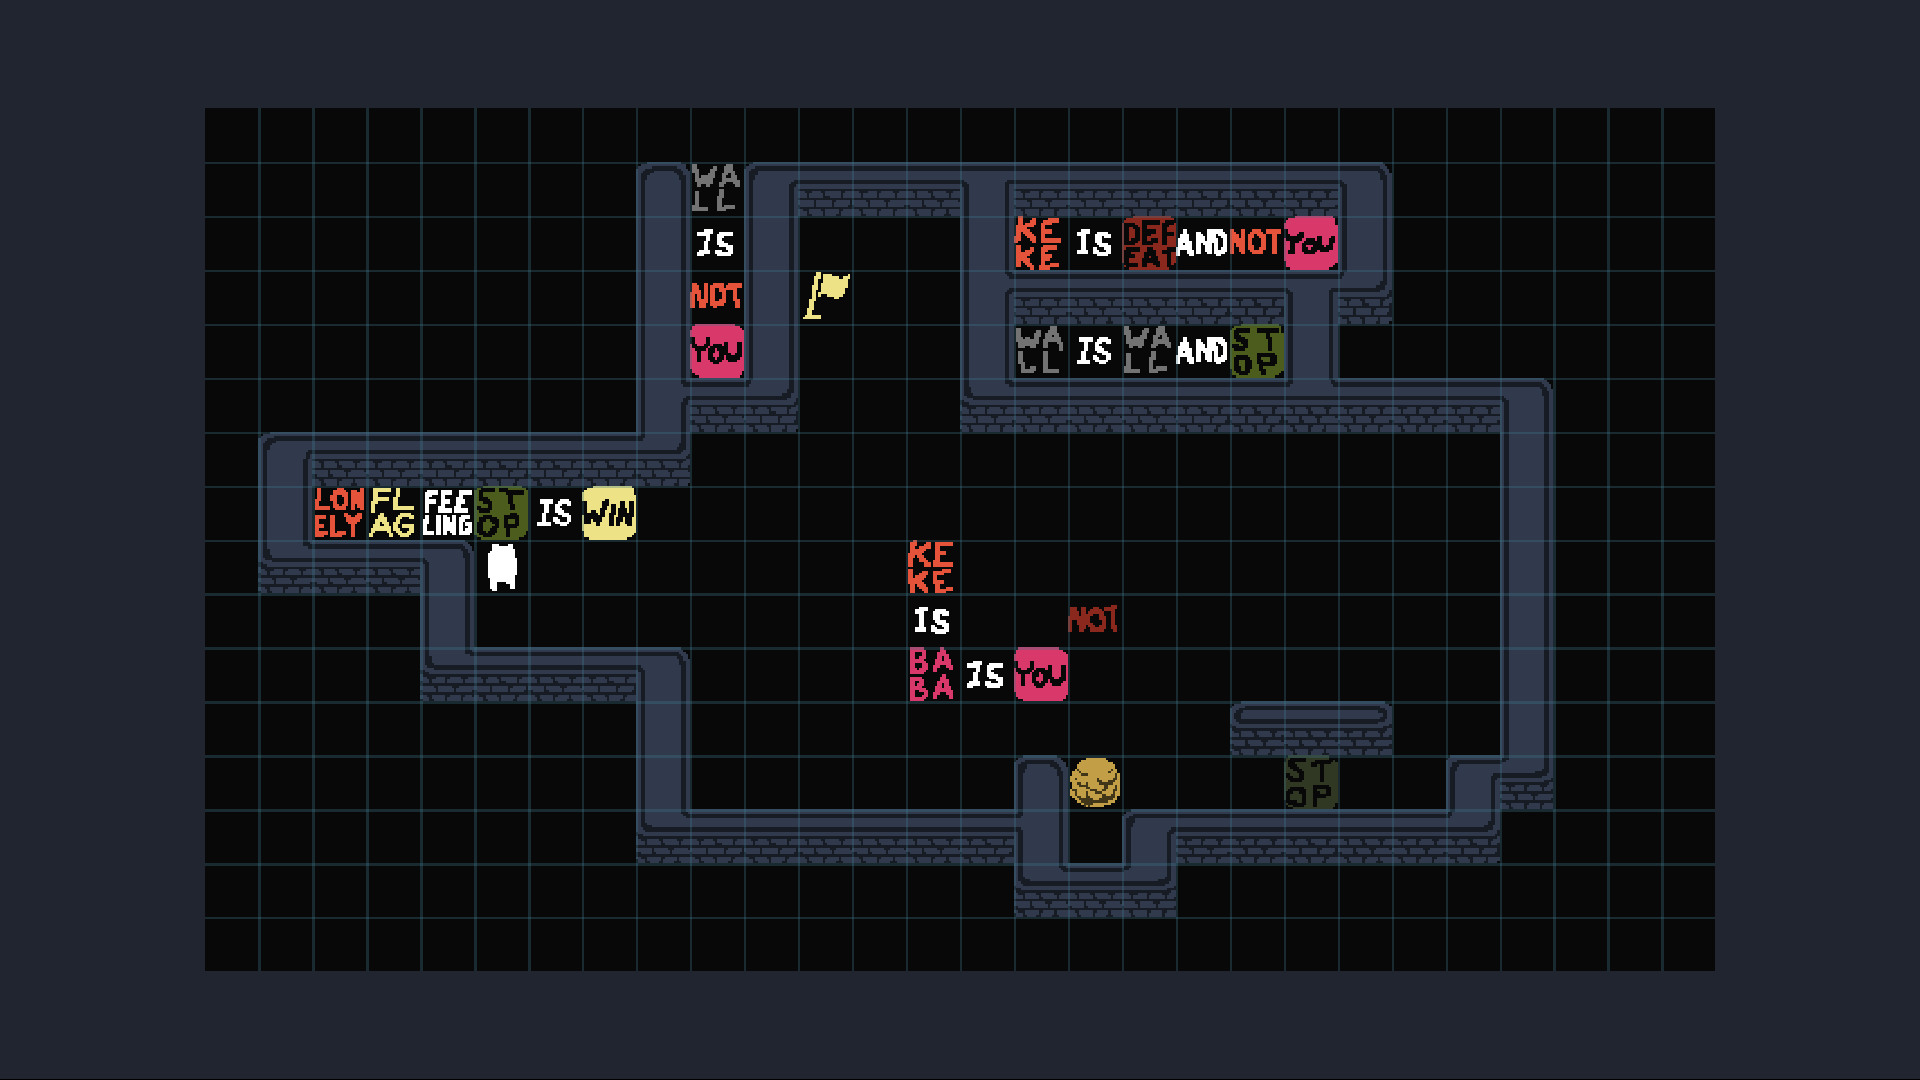 WALL
IS
KEKE IS DEFEAT AND NOT YOU
NOT
YOU
WALL IS WALL AND STOP
LONELY FLAG FEELING STOP IS WIN
KEKE
IS
NOT
BABA IS YOU
STOP